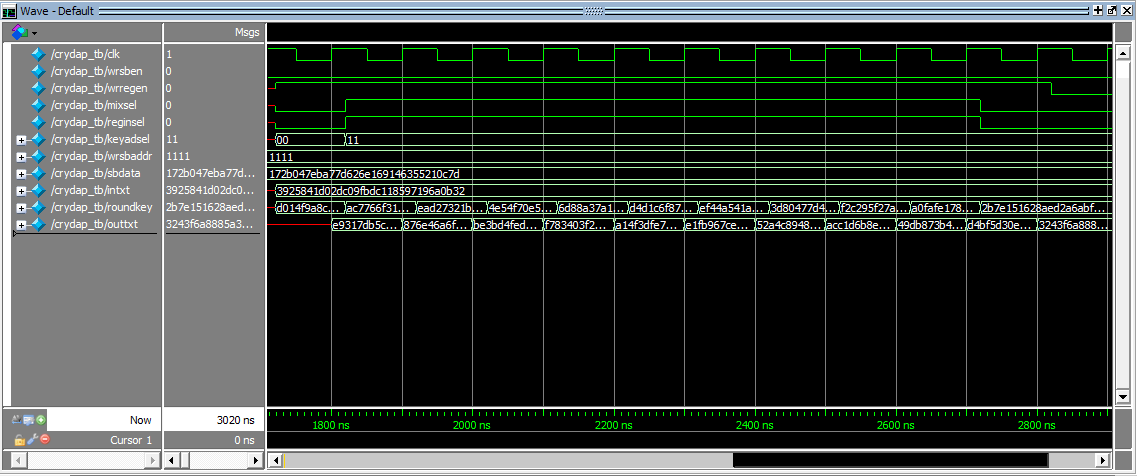 Wave - Default
Msgs
/crydap_tb/clk 1
/crydap_tb/wrsben 0
/crydap_tb/wrregen 0
/crydap_tb/mixsel 0
/crydap_tb/reginsel 0
/crydap_tb/keyadsel 11 00 11
/crydap_tb/wrsbaddr 1111 1111
/crydap_tb/sbdata 172b047eba77d... 172b047eba77d626e169146355210c7d
/crydap_tb/intxt 3925841d02dc0... 3925841d02dc09fbdc118597196a0b32
/crydap_tb/roundkey 2b7e151628aed... d014f9a8c... ac7766f31... ead27321b... 4e54f70e5... 6d88a37a1... d4d1c6f87... ef44a541a... 3d80477d4... f2c295f27a... a0fafe178... 2b7e151628aed2a6abf...
/crydap_tb/outtxt 3243f6a8885a3... e9317db5c... 876e46a6f... be3bd4fed... f783403f2... a14f3dfe7... e1fb967ce... 52a4c8948... acc1d6b8e... 49db873b4... d4bf5d30e... 3243f6a888...
Now 3020 ns 1800 ns 2000 ns 2200 ns 2400 ns 2600 ns 2800 ns
Cursor 1 0 ns